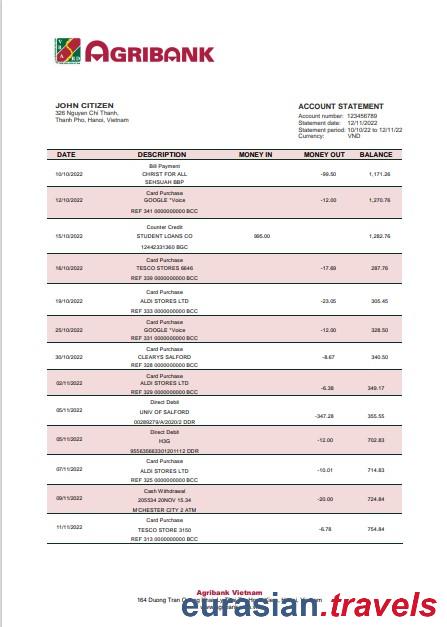 VBARD AGRIBANK
JOHN CITIZEN
326 Nguyen Chi Thanh,
Thanh Pho, Hanoi, Vietnam
ACCOUNT STATEMENT
Account number: 123456789
Statement date: 12/11/2022
Statement period: 10/10/22 to 12/11/22
Currency: VND
DATE DESCRIPTION MONEY IN MONEY OUT BALANCE
Bill Payment
10/10/2022 CHRIST FOR ALL -99.50 1,171.26
SEHSUAH BBP
Card Purchase
12/10/2022 GOOGLE *Voice -12.00 1,270.76
REF 341 0000000000 BCC
Counter Credit
15/10/2022 STUDENT LOANS CO 995.00 1,282.76
12442331360 BGC
Card Purchase
16/10/2022 TESCO STORES 6646 -17.69 287.76
REF 339 0000000000 BCC
Card Purchase
19/10/2022 ALDI STORES LTD -23.05 305.45
REF 333 0000000000 BCC
Card Purchase
25/10/2022 GOOGLE *Voice -12.00 328.50
REF 331 0000000000 BCC
Card Purchase
30/10/2022 CLEARYS SALFORD -8.67 340.50
REF 328 0000000000 BCC
Card Purchase
02/11/2022 ALDI STORES LTD -6.38 349.17
REF 329 0000000000 BCC
Direct Debit
05/11/2022 UNIV OF SALFORD -347.28 355.55
00289279/A/2020/2 DDR
Direct Debit
05/11/2022 H3G -12.00 702.83
955635663301201112 DDR
Card Purchase
07/11/2022 ALDI STORES LTD -10.01 714.83
REF 325 0000000000 BCC
Cash Withdrawal
09/11/2022 205534 20NOV 15.34 -20.00 724.84
M'CHESTER CITY 2 ATM
Card Purchase
11/11/2022 TESCO STORE 3150 -6.78 754.84
REF 313 0000000000 BCC
Agribank Vietnam
164 Duong Tran
eurasian.travels